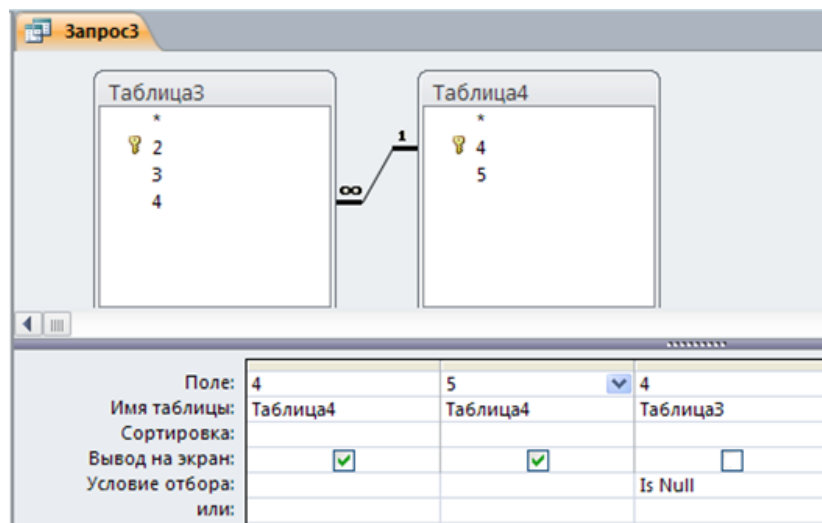 Запрос3
Таблица3 Таблица4
* *
2 1 4
3 5
4 ∞
Поле: 4 5 4
Имя таблицы: Таблица4 Таблица4 Таблица3
Сортировка:
Вывод на экран:
Условие отбора: Is Null
или: